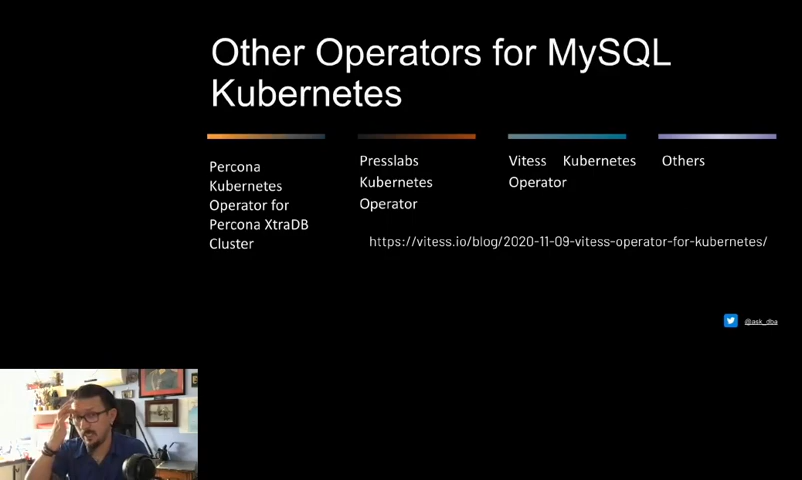 Other Operators for MySQL
Kubernetes
Percona
Kubernetes
Operator for
Percona XtraDB
Cluster
Presslabs
Kubernetes
Operator
Vitess Kubernetes
Operator
Others
https://vitess.io/blog/2020-11-09-vitess-operator-for-kubernetes/
@ask_dba